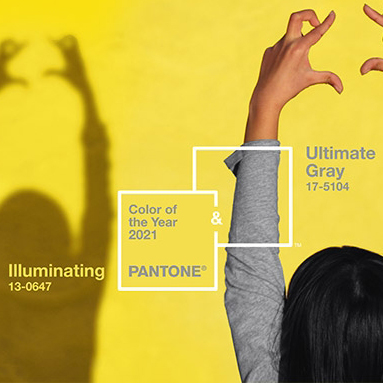 Ultimate
Gray
17-5104
Color of
the Year
2021
&
™
Illuminating
13-0647
PANTONE®